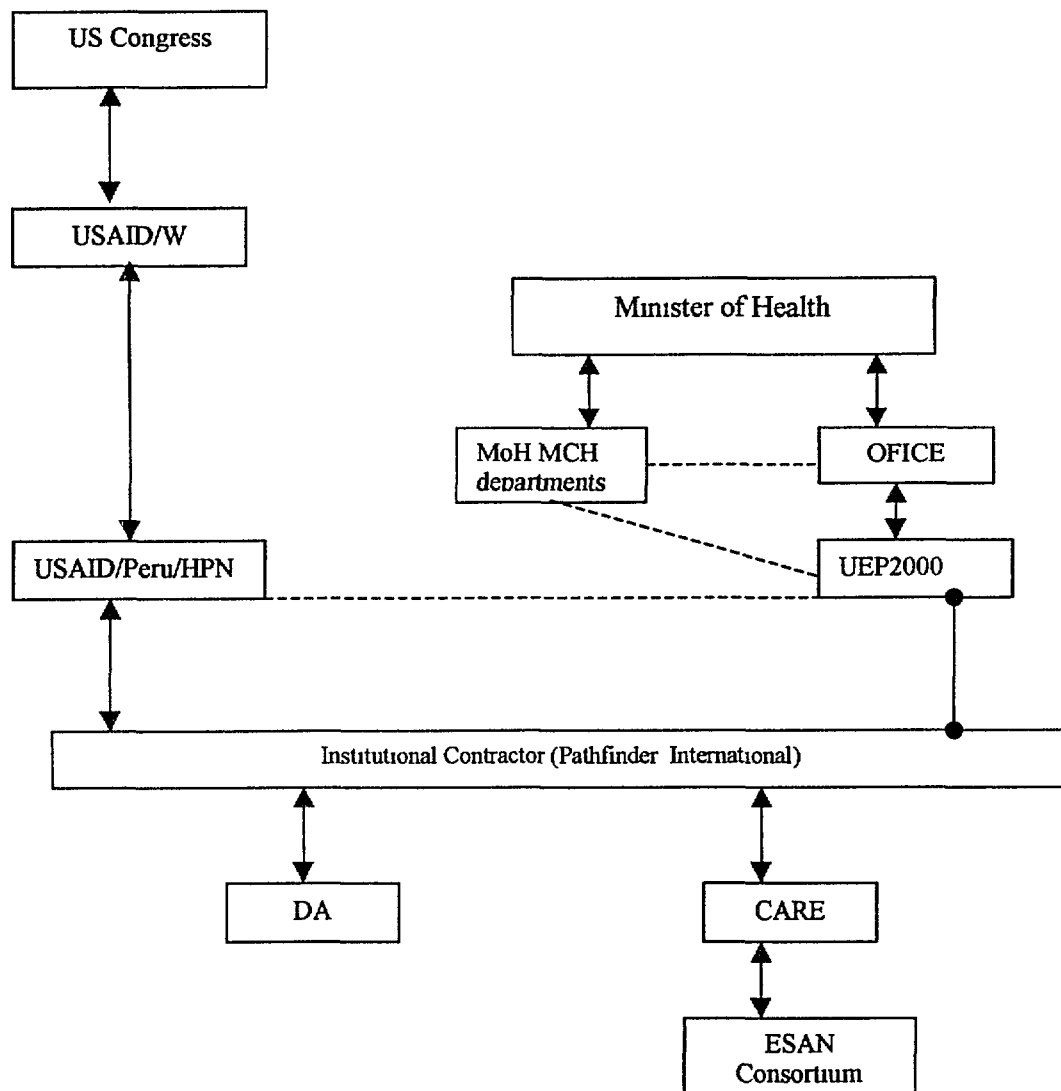 US Congress
USAID/W
Minister of Health
MoH MCH
departments
OFICE
USAID/Peru/HPN
UEP2000
Institutional Contractor (Pathfinder International)
DA
CARE
ESAN
Consortium